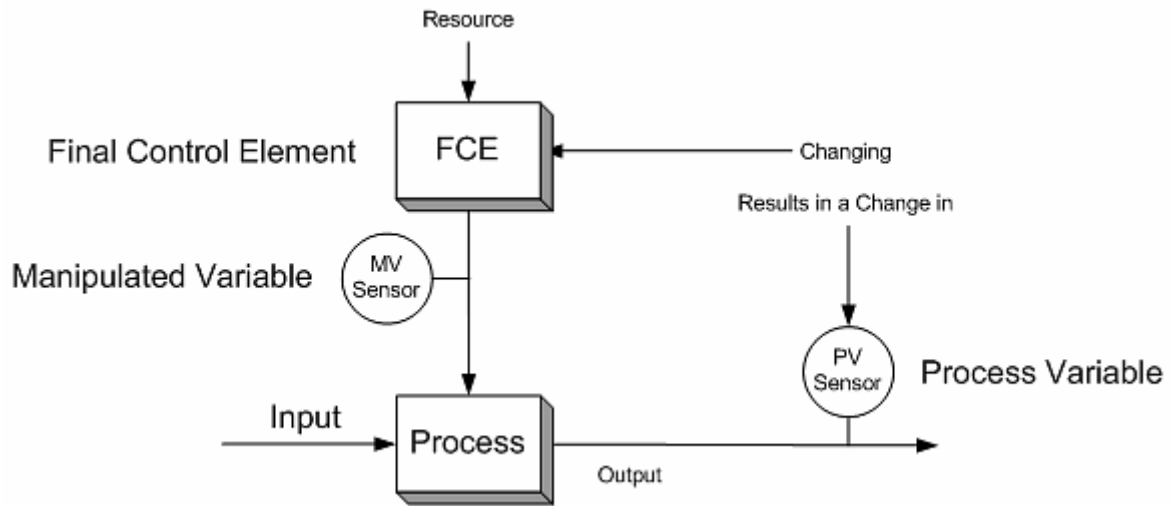 Resource
Final Control Element
FCE
Changing
Results in a Change in
Manipulated Variable
MV
Sensor
PV
Sensor
Process Variable
Input
Process
Output